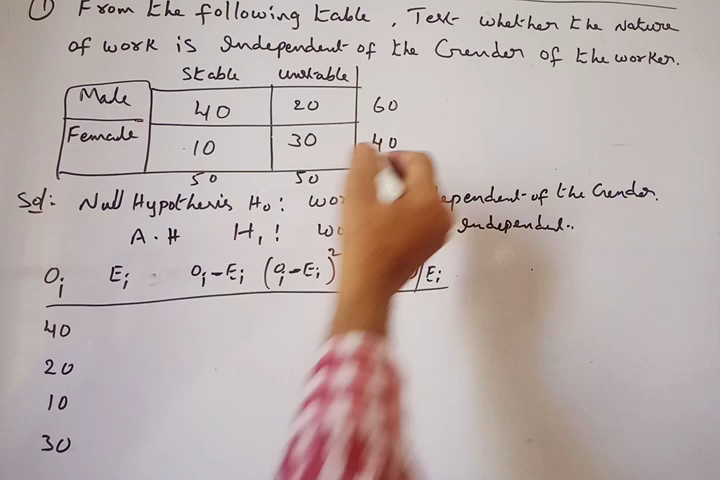 ① From the following table, Test whether the Nature
of work is Independent of the Gender of the worker.
Stable unstable
Male 40 20 60
Female 10 30 40
50 50
Sol: Null Hypothesis H₀: of the Gender.
A.H H₁: Independent..
Oᵢ Eᵢ Oᵢ-Eᵢ (Oᵢ-Eᵢ)² /Eᵢ
40
20
10
30